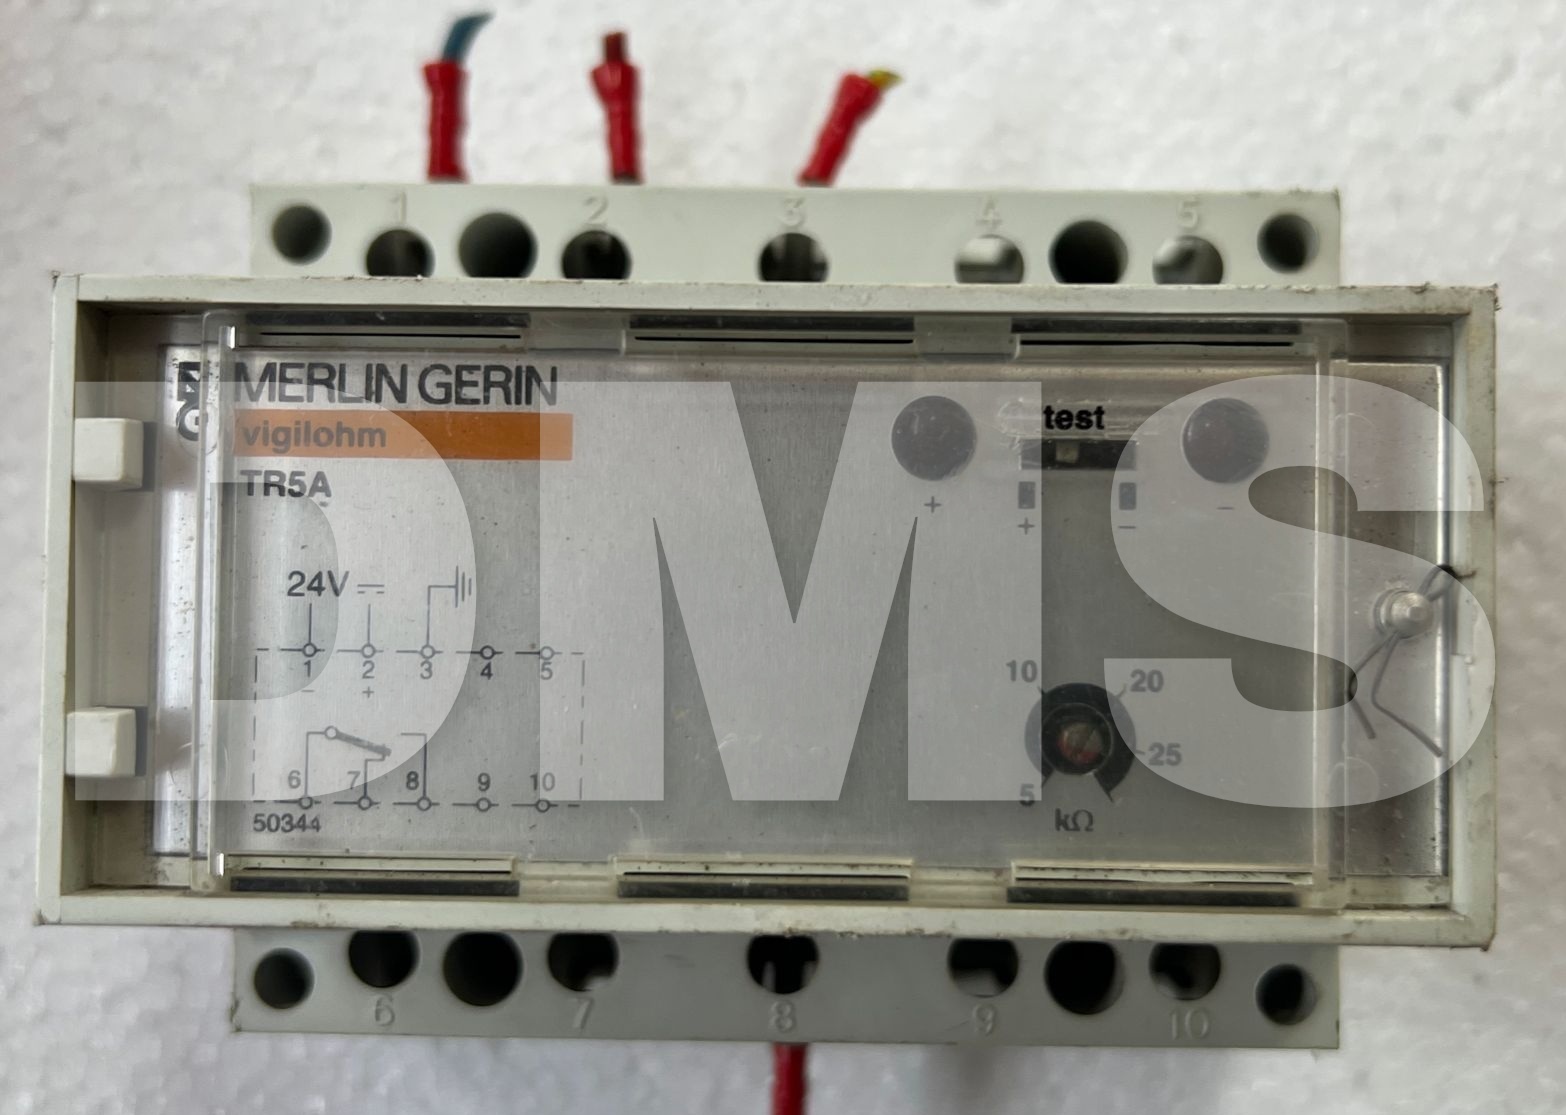 1 2 3 4 5
MG MERLIN GERIN
vigilohm
TR5A
test
+ -
+ -
24V
1 2 3 4 5
- +
6 7 8 9 10
50344
10 20
25
5
kΩ
6 7 8 9 10
DMS